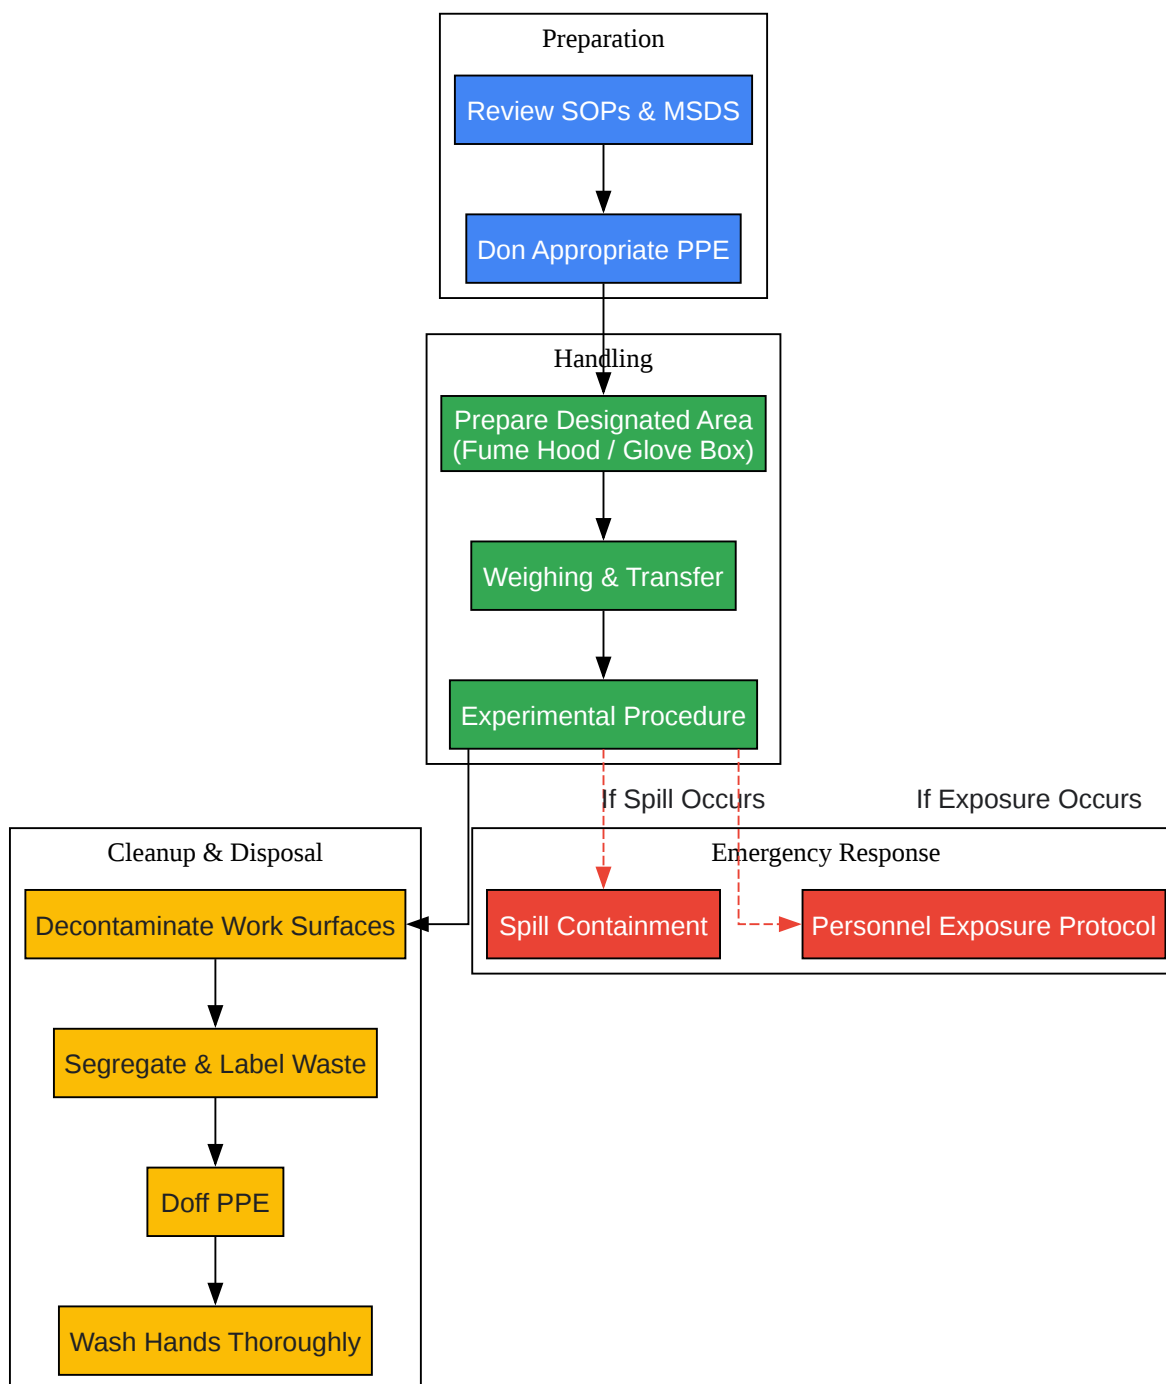 Preparation
Review SOPs & MSDS
Don Appropriate PPE
Handling
Prepare Designated Area
(Fume Hood / Glove Box)
Weighing & Transfer
Experimental Procedure
If Spill Occurs
If Exposure Occurs
Cleanup & Disposal
Emergency Response
Decontaminate Work Surfaces
Spill Containment
Personnel Exposure Protocol
Segregate & Label Waste
Doff PPE
Wash Hands Thoroughly